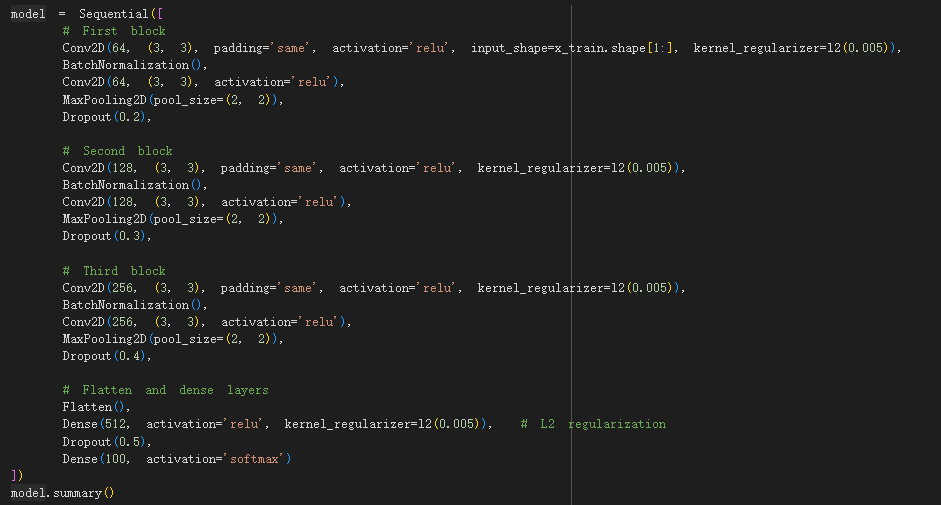 model = Sequential([
# First block
Conv2D(64, (3, 3), padding='same', activation='relu', input_shape=x_train.shape[1:], kernel_regularizer=l2(0.005)),
BatchNormalization(),
Conv2D(64, (3, 3), activation='relu'),
MaxPooling2D(pool_size=(2, 2)),
Dropout(0.2),
# Second block
Conv2D(128, (3, 3), padding='same', activation='relu', kernel_regularizer=l2(0.005)),
BatchNormalization(),
Conv2D(128, (3, 3), activation='relu'),
MaxPooling2D(pool_size=(2, 2)),
Dropout(0.3),
# Third block
Conv2D(256, (3, 3), padding='same', activation='relu', kernel_regularizer=l2(0.005)),
BatchNormalization(),
Conv2D(256, (3, 3), activation='relu'),
MaxPooling2D(pool_size=(2, 2)),
Dropout(0.4),
# Flatten and dense layers
Flatten(),
Dense(512, activation='relu', kernel_regularizer=l2(0.005)), # L2 regularization
Dropout(0.5),
Dense(100, activation='softmax')
])
model.summary()